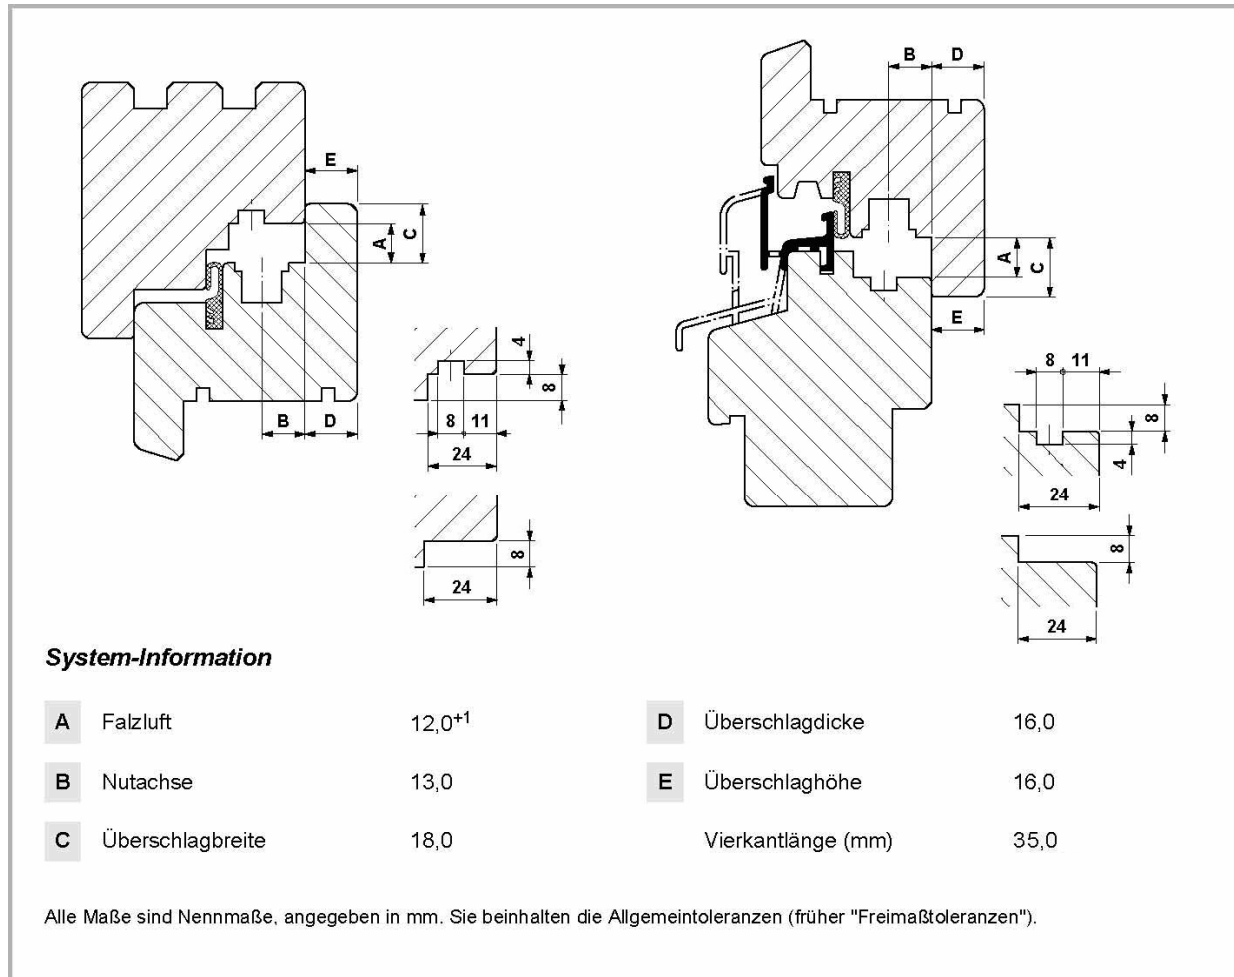 B D
E
A C
A C
E
4
8
B D
8 11
24
8 11
8
4
24
8
24
8
24
System-Information
A Falzluft 12,0+1 D Überschlagdicke 16,0
B Nutachse 13,0 E Überschlaghöhe 16,0
C Überschlagbreite 18,0 Vierkantlänge (mm) 35,0
Alle Maße sind Nennmaße, angegeben in mm. Sie beinhalten die Allgemeintoleranzen (früher "Freimaßtoleranzen").